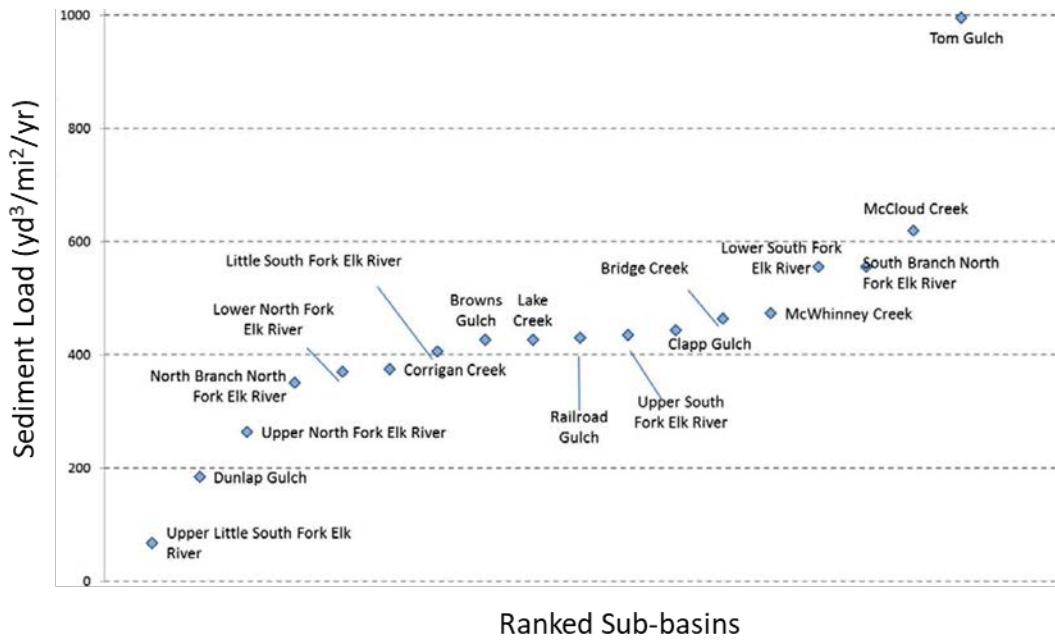 1000
Tom Gulch
800
McCloud Creek
600
Little South Fork Elk River
Bridge Creek
Lower South Fork
Elk River
South Branch North
Fork Elk River
Lower North Fork
Elk River
Browns
Gulch
Lake
Creek
McWhinney Creek
400
Clapp Gulch
North Branch North
Fork Elk River
Corrigan Creek
Railroad
Gulch
Upper South
Fork Elk River
Upper North Fork Elk River
200
Dunlap Gulch
Upper Little South Fork Elk
River
0
Sediment Load (yd³/mi²/yr)
Ranked Sub-basins